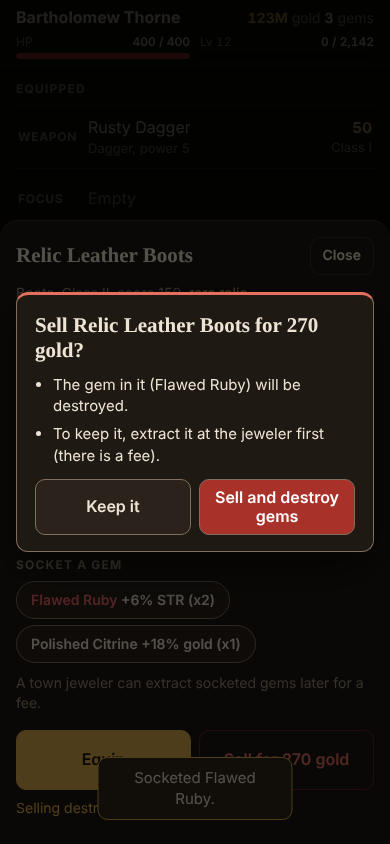 Bartholomew Thorne
123M gold 3 gems
HP 400 / 400 Lv 12 0 / 2,142
EQUIPPED
WEAPON Rusty Dagger 50
Dagger, power 5 Class I
FOCUS Empty
Relic Leather Boots Close
Sell Relic Leather Boots for 270
gold?
• The gem in it (Flawed Ruby) will be
destroyed.
• To keep it, extract it at the jeweler first
(there is a fee).
Keep it
Sell and destroy
gems
SOCKET A GEM
Flawed Ruby +6% STR (x2)
Polished Citrine +18% gold (x1)
A town jeweler can extract socketed gems later for a
fee.
Socketed Flawed
Ruby.
Selling